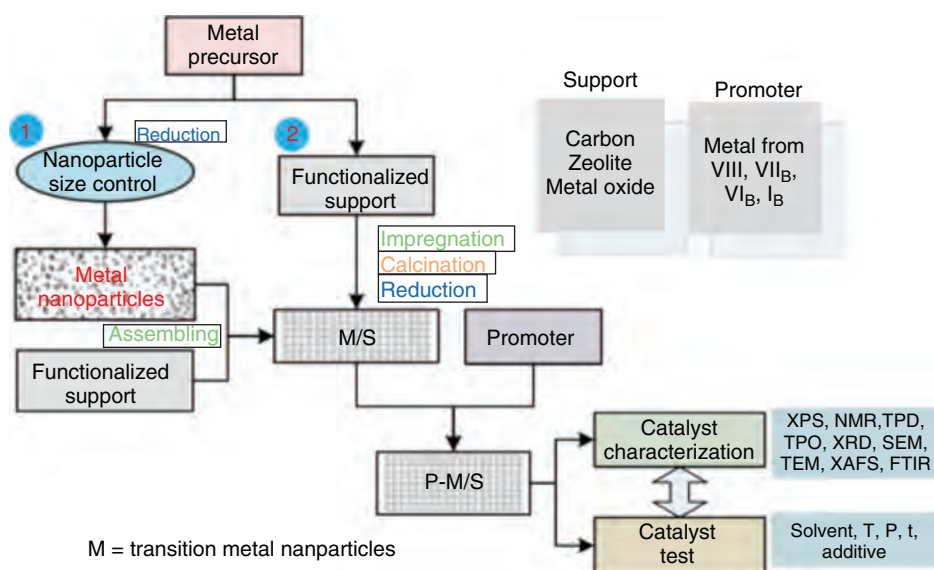 Metal
precursor
Support
Promoter
1
Reduction
2
Nanoparticle
size control
Functionalized
support
Carbon
Zeolite
Metal oxide
Metal from
VIII, VIIB,
VIB, IB
Impregnation
Calcination
Reduction
Metal
nanoparticles
Assembling
Functionalized
support
M/S
Promoter
P-M/S
Catalyst
characterization
XPS, NMR,TPD,
TPO, XRD, SEM,
TEM, XAFS, FTIR
Catalyst
test
Solvent, T, P, t,
additive
M = transition metal nanparticles